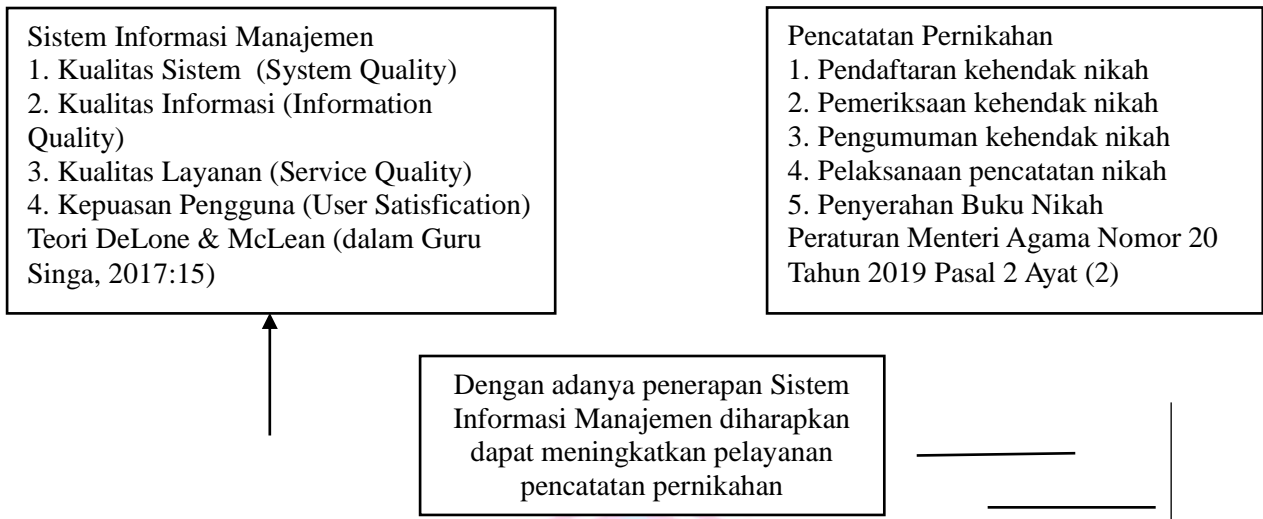 Sistem Informasi Manajemen
1. Kualitas Sistem (System Quality)
2. Kualitas Informasi (Information
Quality)
3. Kualitas Layanan (Service Quality)
4. Kepuasan Pengguna (User Satisfication)
Teori DeLone & McLean (dalam Guru
Singa, 2017:15)
Pencatatan Pernikahan
1. Pendaftaran kehendak nikah
2. Pemeriksaan kehendak nikah
3. Pengumuman kehendak nikah
4. Pelaksanaan pencatatan nikah
5. Penyerahan Buku Nikah
Peraturan Menteri Agama Nomor 20
Tahun 2019 Pasal 2 Ayat (2)
Dengan adanya penerapan Sistem
Informasi Manajemen diharapkan
dapat meningkatkan pelayanan
pencatatan pernikahan